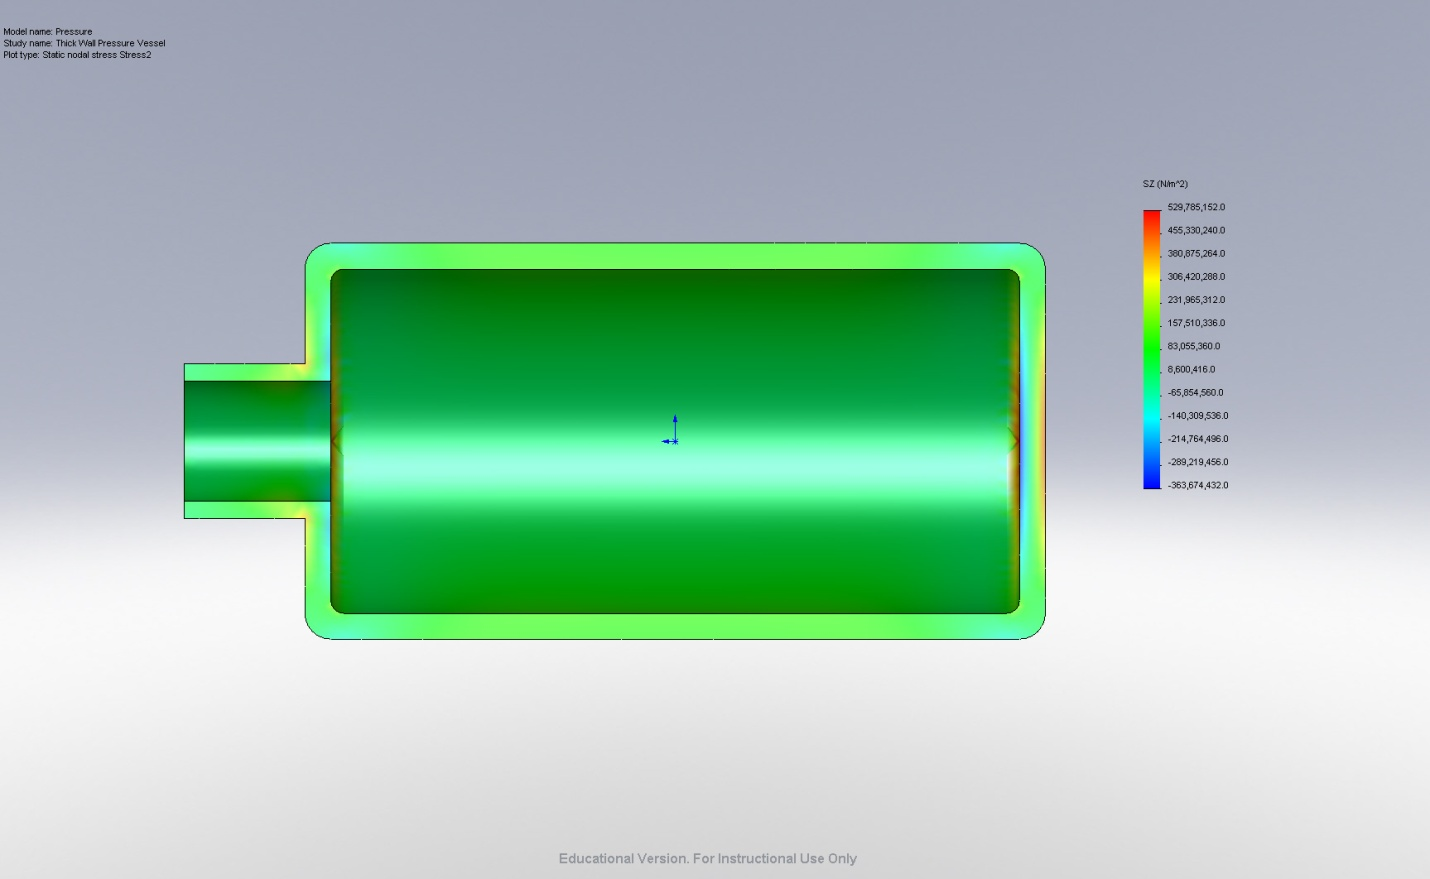 Model name: Pressure
Study name: Thick Wall Pressure Vessel
Plot type: Static nodal stress Stress2
SZ (N/m^2)
529,785,152.0
455,330,240.0
380,875,264.0
306,420,288.0
231,965,312.0
157,510,336.0
83,055,360.0
8,600,416.0
-65,854,560.0
-140,309,536.0
-214,764,496.0
-289,219,456.0
-363,674,432.0
Educational Version. For Instructional Use Only